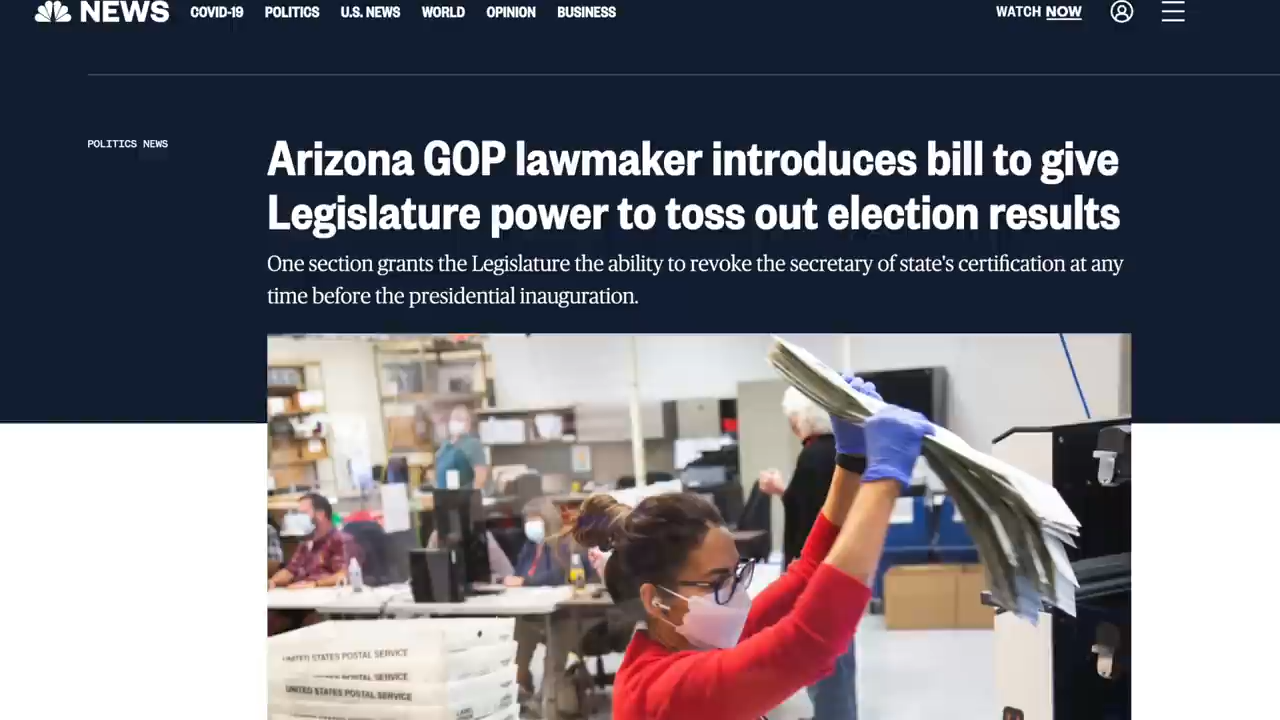 NEWS COVID-19 POLITICS U.S. NEWS WORLD OPINION BUSINESS WATCH NOW
POLITICS NEWS
Arizona GOP lawmaker introduces bill to give
Legislature power to toss out election results
One section grants the Legislature the ability to revoke the secretary of state's certification at any
time before the presidential inauguration.
UNITED STATES POSTAL SERVICE
STATES POSTAL SERVICE
UNITED STATES POSTAL SERVICE